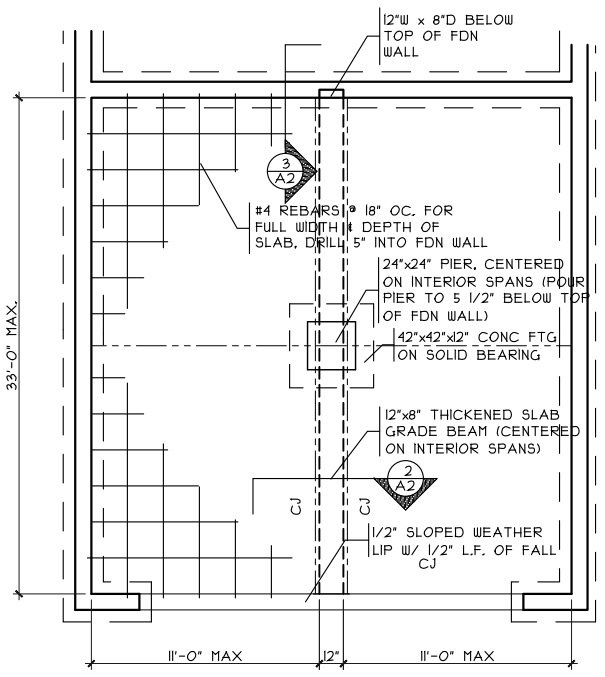 12"W x 8"D BELOW
TOP OF FDN
WALL
3
A2
#4 REBARS @ 18" OC. FOR
FULL WIDTH & DEPTH OF
SLAB, DRILL 5" INTO FDN WALL
24"x24" PIER, CENTERED
ON INTERIOR SPANS (POUR
PIER TO 5 1/2" BELOW TOP
OF FDN WALL)
42"x42"x12" CONC FTG
ON SOLID BEARING
33'-0" MAX.
12"x8" THICKENED SLAB
GRADE BEAM (CENTERED
ON INTERIOR SPANS)
2
A2
CJ
CJ
1/2" SLOPED WEATHER
LIP W/ 1/2" L.F. OF FALL
CJ
11'-0" MAX
12"
11'-0" MAX